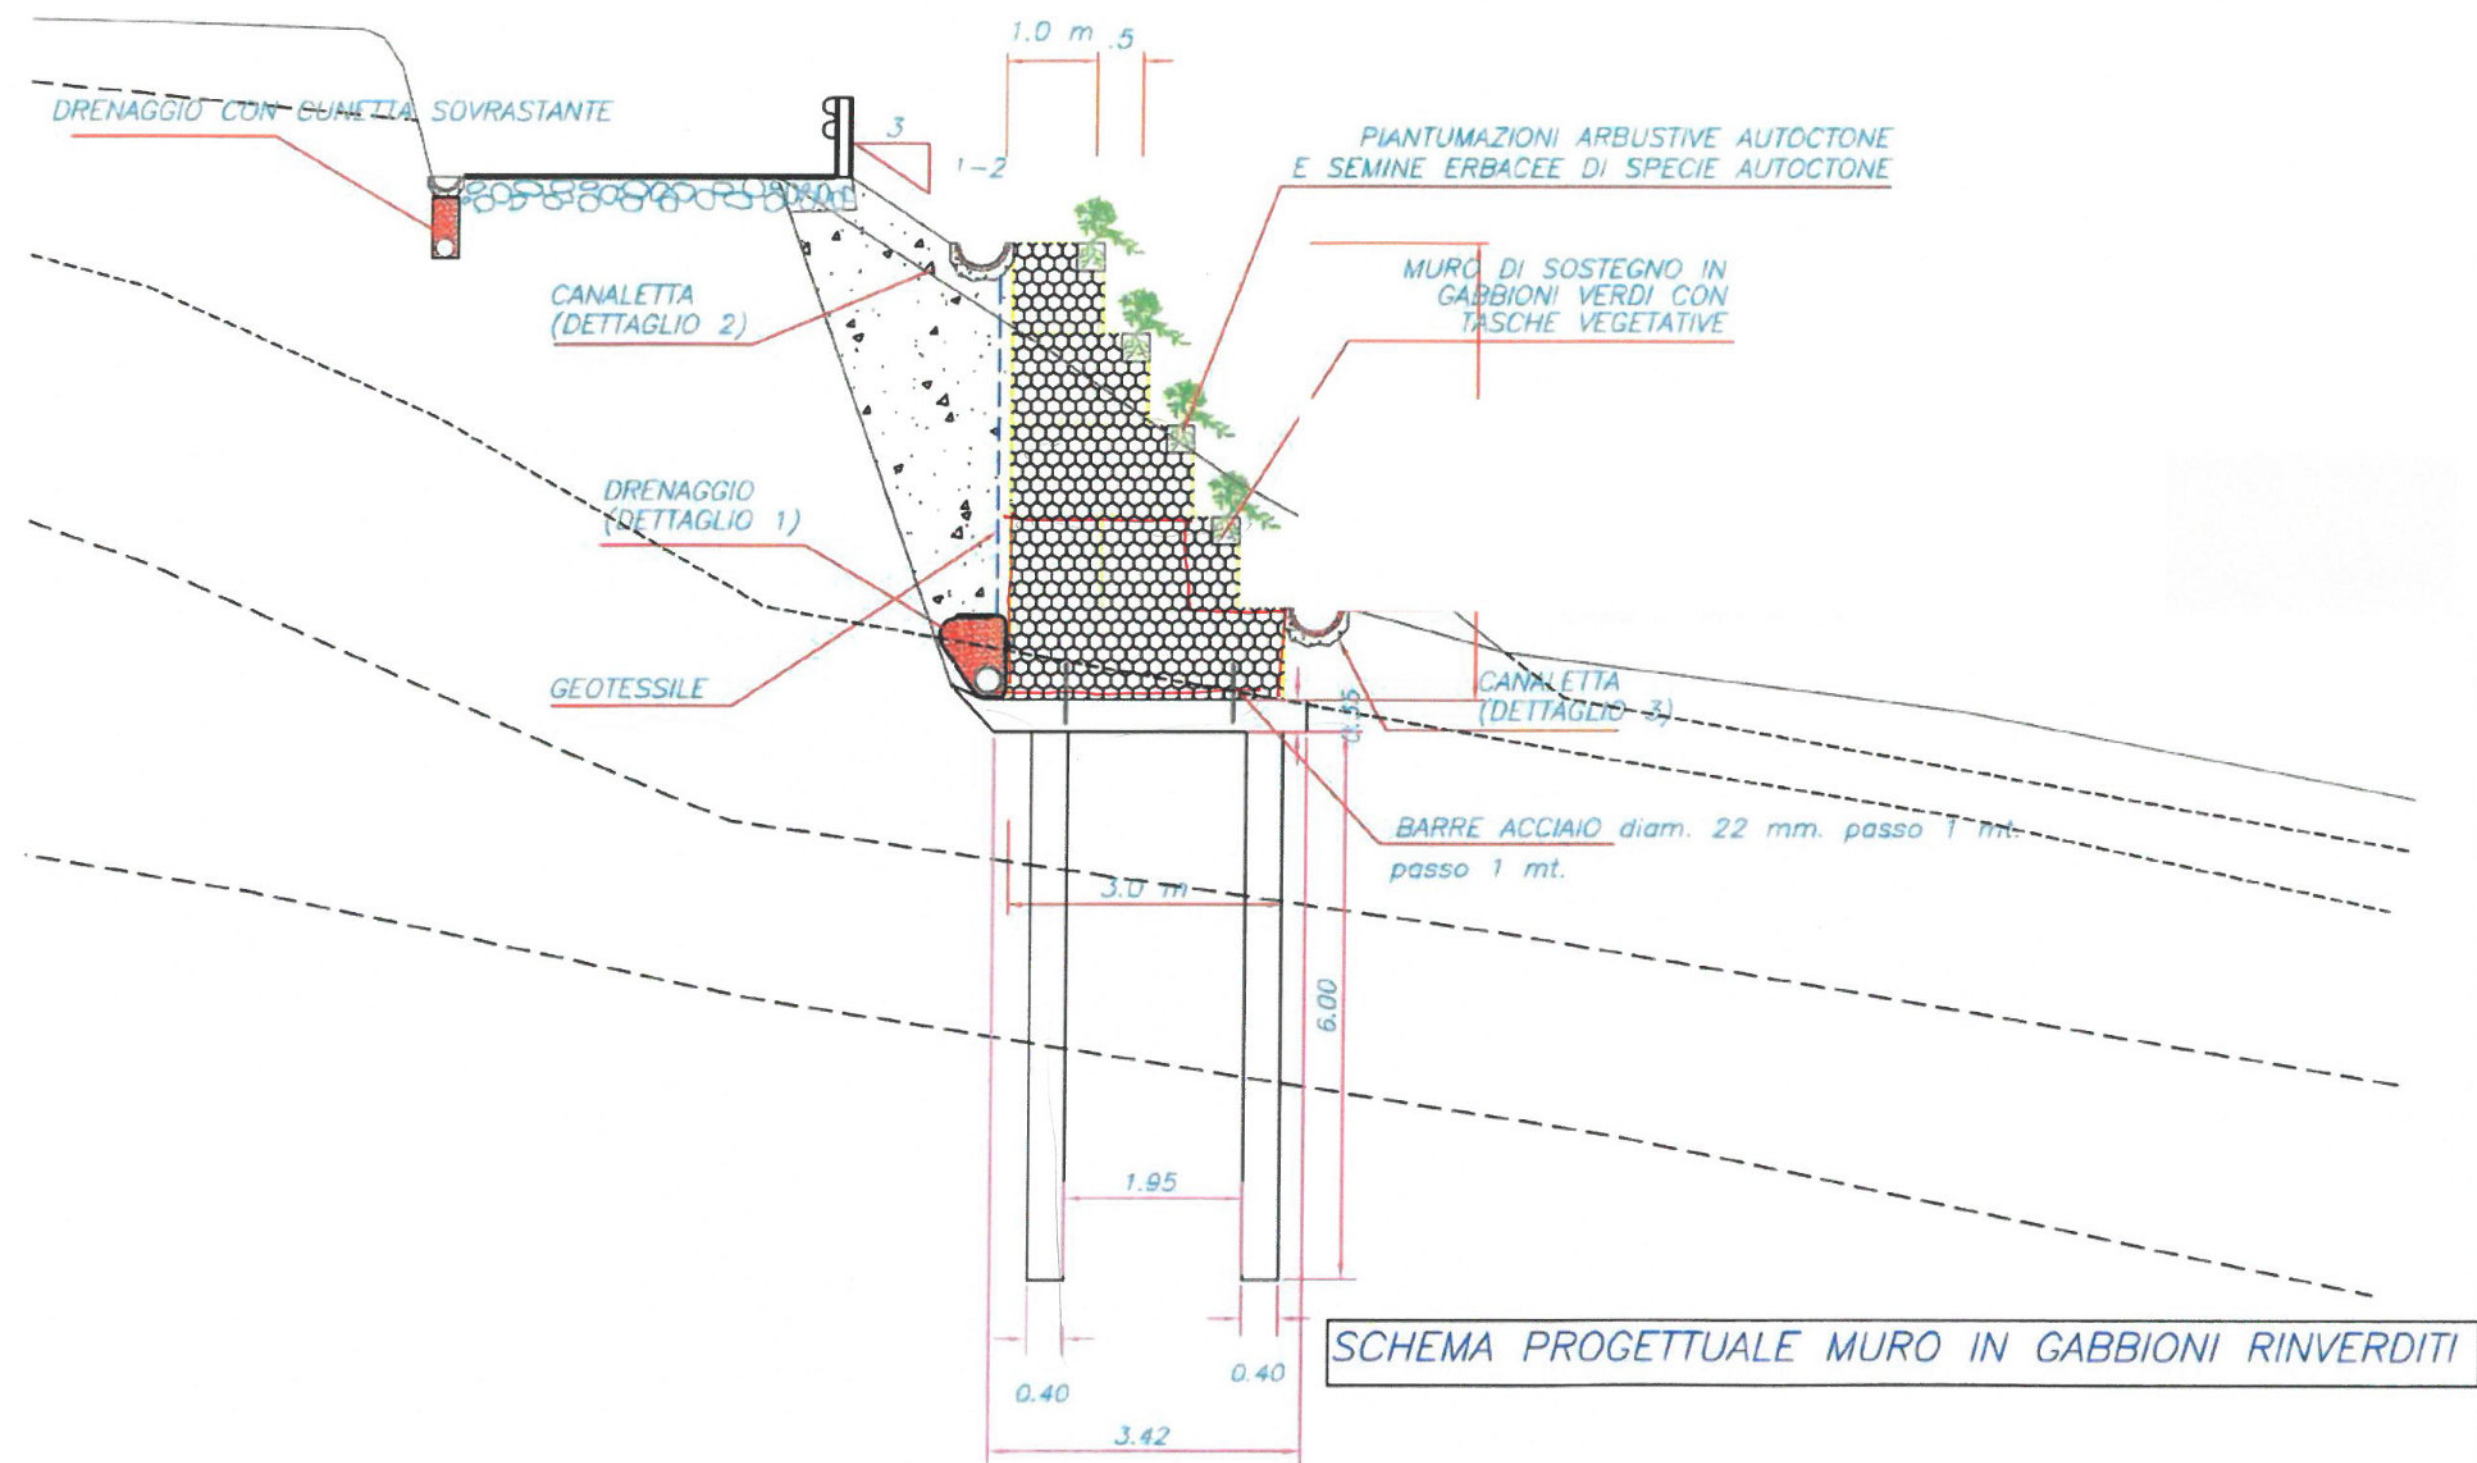 1.0 m .5
DRENAGGIO CON CUNETTA SOVRASTANTE
3
1-2
PIANTUMAZIONI ARBUSTIVE AUTOCTONE
E SEMINE ERBACEE DI SPECIE AUTOCTONE
MURO DI SOSTEGNO IN
GABBIONI VERDI CON
TASCHE VEGETATIVE
CANALETTA
(DETTAGLIO 2)
DRENAGGIO
(DETTAGLIO 1)
GEOTESSILE
CANALETTA
(DETTAGLIO 3)
BARRE ACCIAIO diam. 22 mm. passo 1 mt.
passo 1 mt.
3.0 m
6.00
1.95
0.40
0.40
3.42
SCHEMA PROGETTUALE MURO IN GABBIONI RINVERDITI